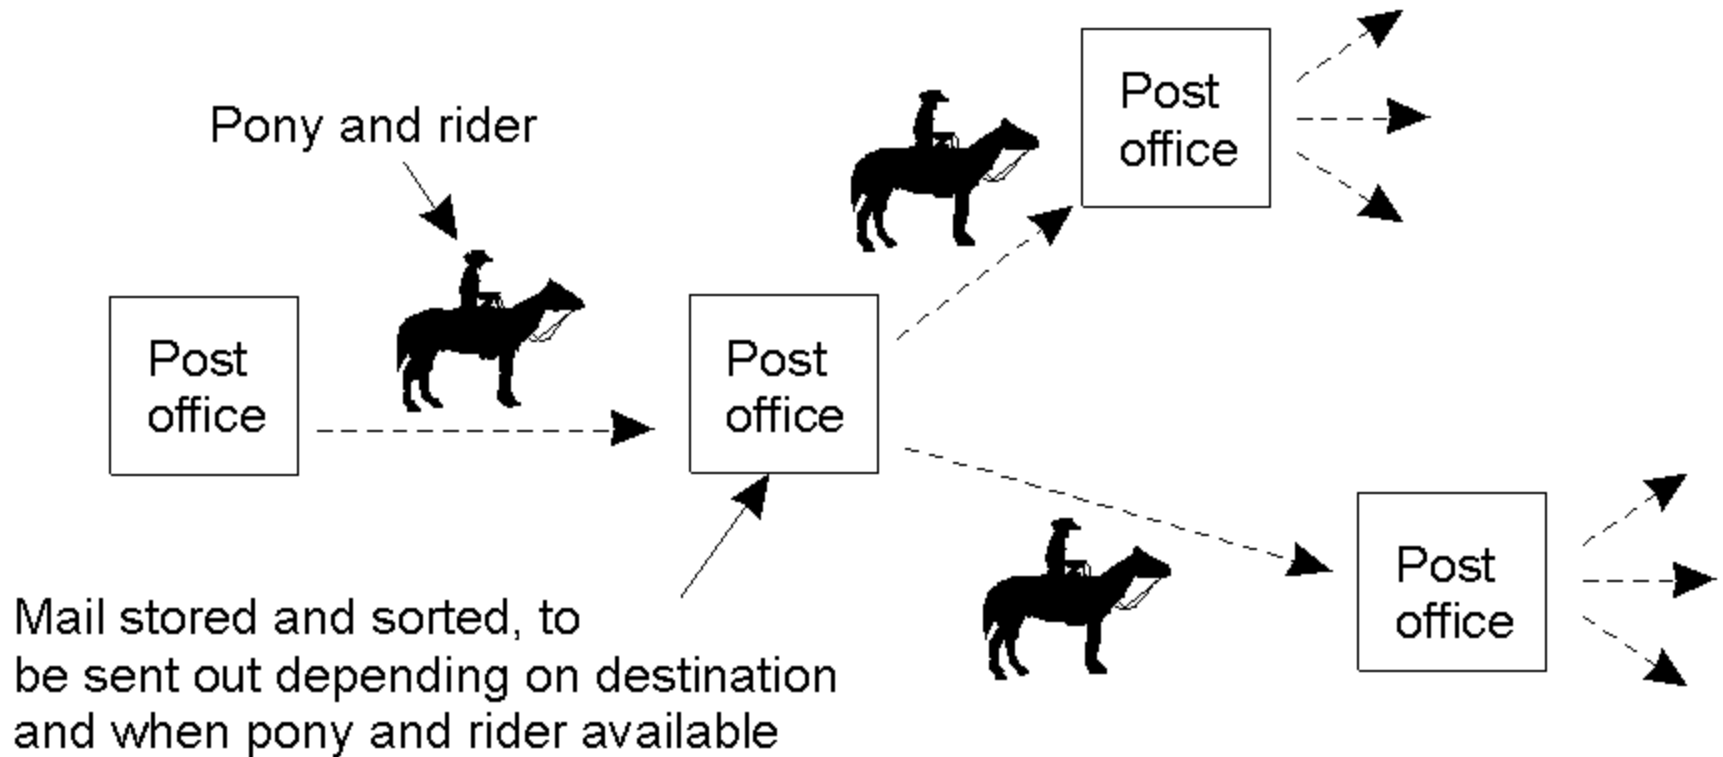 Pony and rider
Post
office
Post
office
Post
office
Post
office
Mail stored and sorted, to
be sent out depending on destination
and when pony and rider available